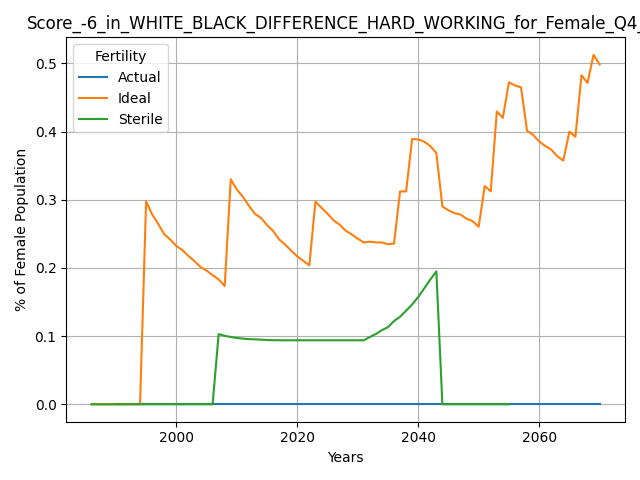 Score_-6_in_WHITE_BLACK_DIFFERENCE_HARD_WORKING_for_Female_Q4_
Fertility
Actual
Ideal
Sterile
% of Female Population
0.5
0.4
0.3
0.2
0.1
0.0
2000 2020 2040 2060
Years